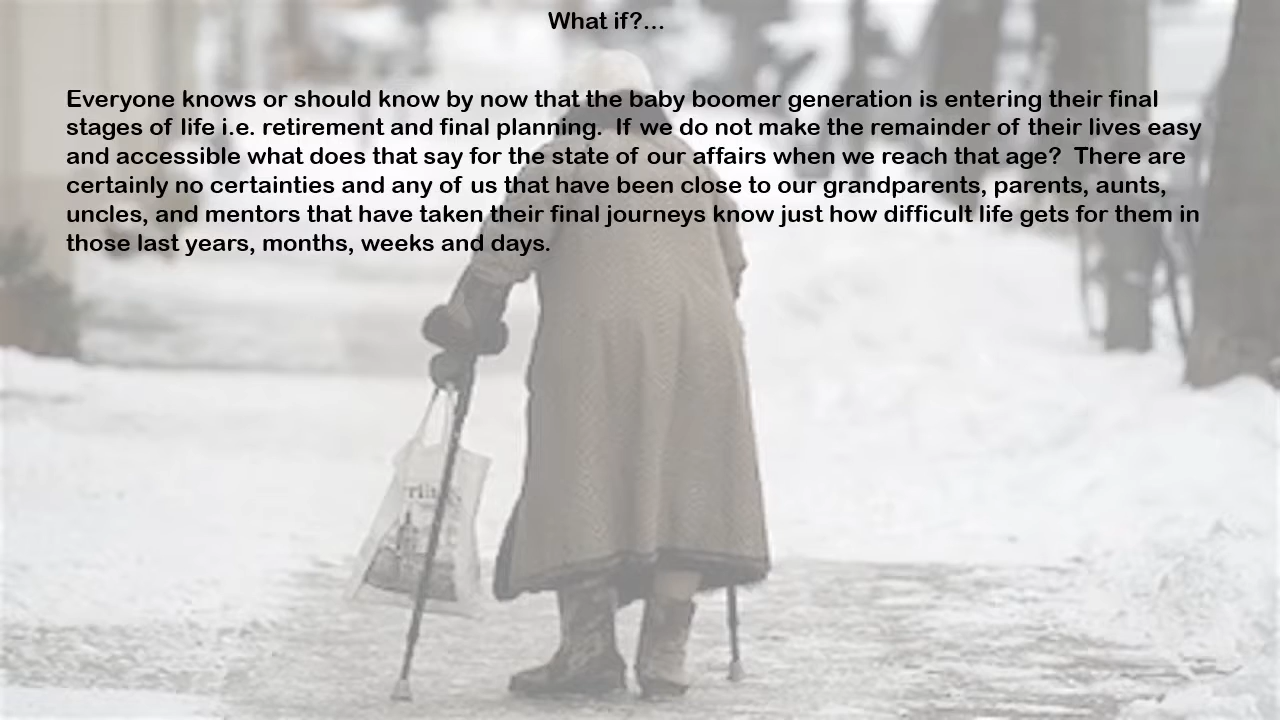 What if?...
Everyone knows or should know by now that the baby boomer generation is entering their final
stages of life i.e. retirement and final planning.  If we do not make the remainder of their lives easy
and accessible what does that say for the state of our affairs when we reach that age?  There are
certainly no certainties and any of us that have been close to our grandparents, parents, aunts,
uncles, and mentors that have taken their final journeys know just how difficult life gets for them in
those last years, months, weeks and days.